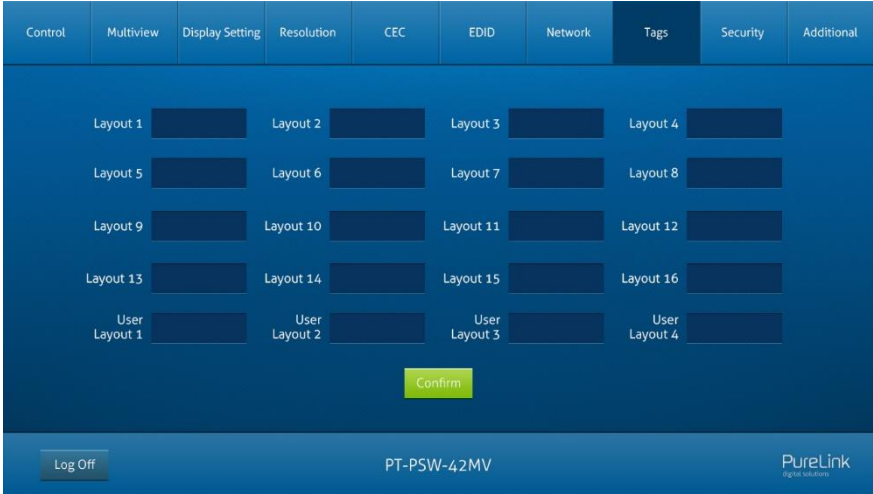 Control Multiview Display Setting Resolution CEC EDID Network Tags Security Additional
Layout 1 Layout 2 Layout 3 Layout 4
Layout 5 Layout 6 Layout 7 Layout 8
Layout 9 Layout 10 Layout 11 Layout 12
Layout 13 Layout 14 Layout 15 Layout 16
User Layout 1 User Layout 2 User Layout 3 User Layout 4
Confirm
Log Off PT-PSW-42MV PureLink
digital solutions